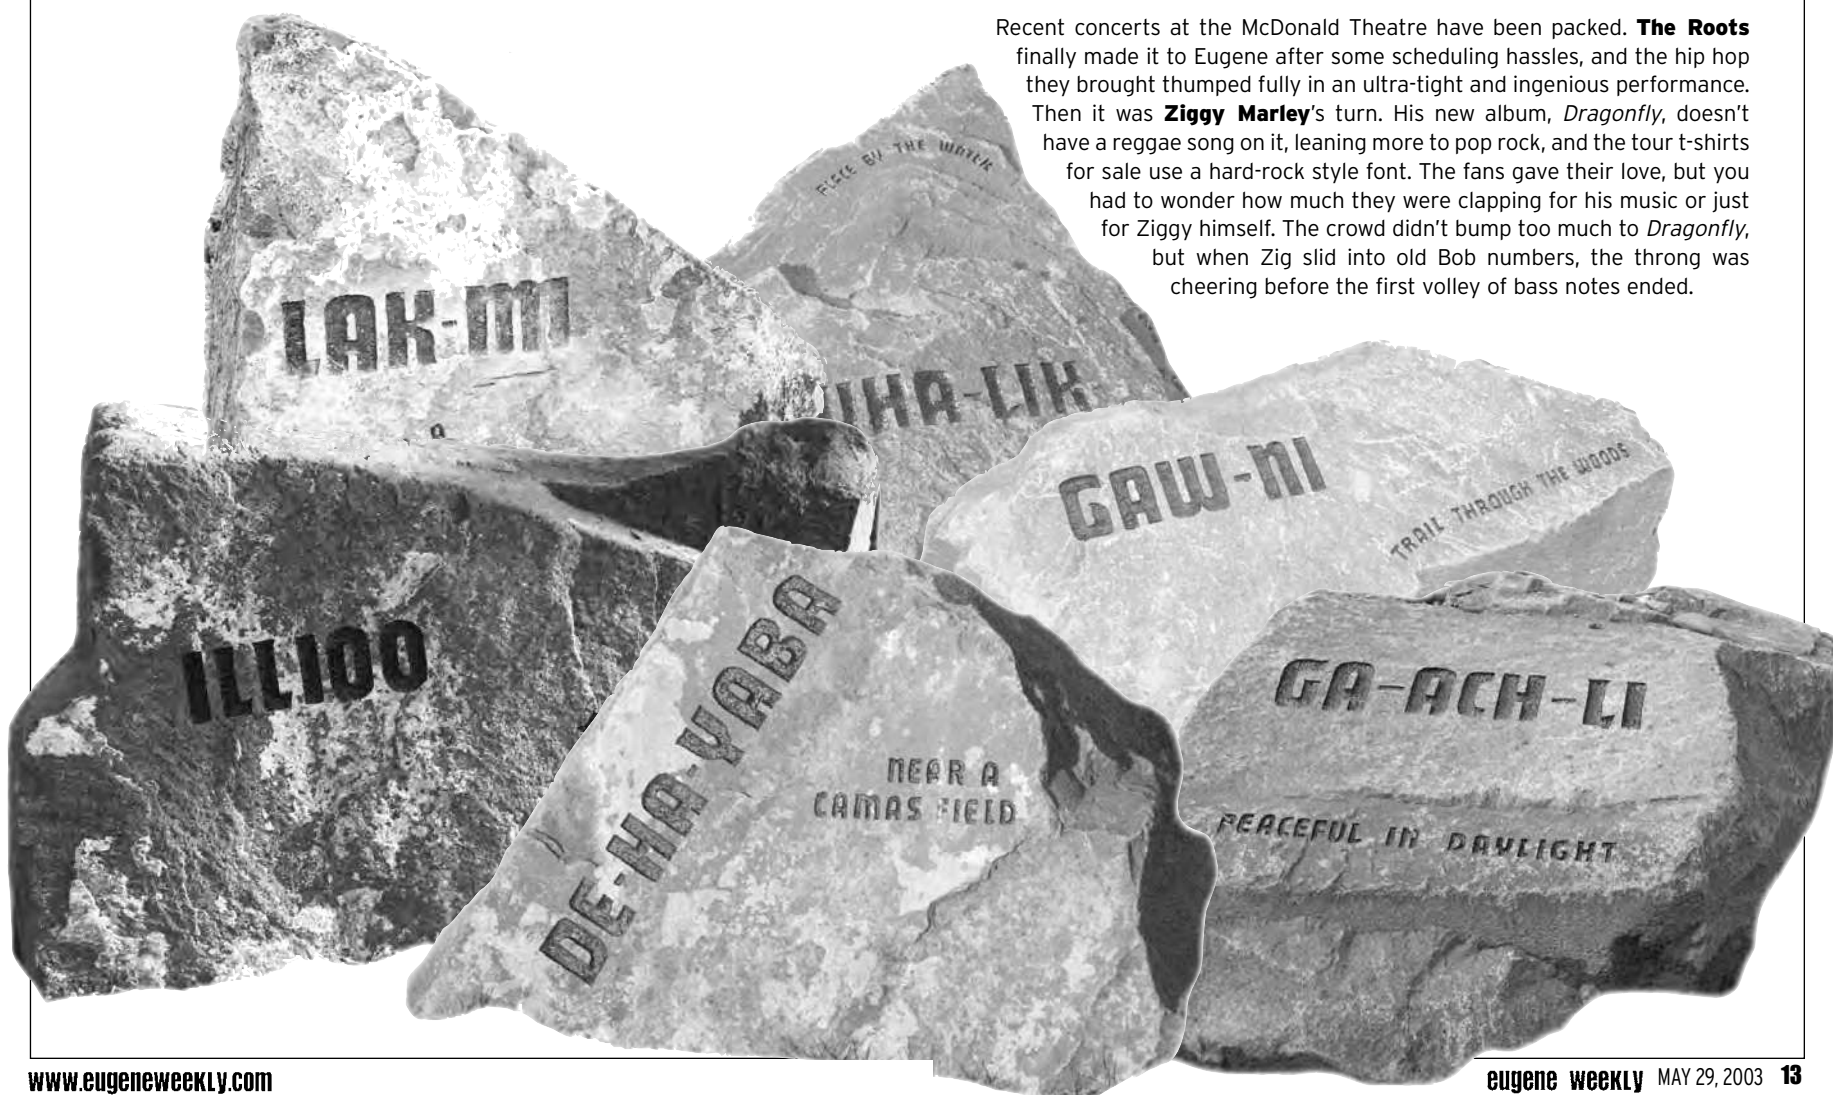 Recent concerts at the McDonald Theatre have been packed. The Roots
finally made it to Eugene after some scheduling hassles, and the hip hop
they brought thumped fully in an ultra-tight and ingenious performance.
Then it was Ziggy Marley's turn. His new album, Dragonfly, doesn't
have a reggae song on it, leaning more to pop rock, and the tour t-shirts
for sale use a hard-rock style font. The fans gave their love, but you
had to wonder how much they were clapping for his music or just
for Ziggy himself. The crowd didn't bump too much to Dragonfly,
but when Zig slid into old Bob numbers, the throng was
cheering before the first volley of bass notes ended.
PLACE BY THE WATER
LAK-NI
A
HA-LIK
GAW-NI
TRAIL THROUGH THE WOODS
ILLIOO
DE-HA-YABA
NEAR A
CAMAS FIELD
GA-ACH-LI
PEACEFUL IN DAYLIGHT
www.eugeneweekly.com
eugene weekly MAY 29, 2003 13